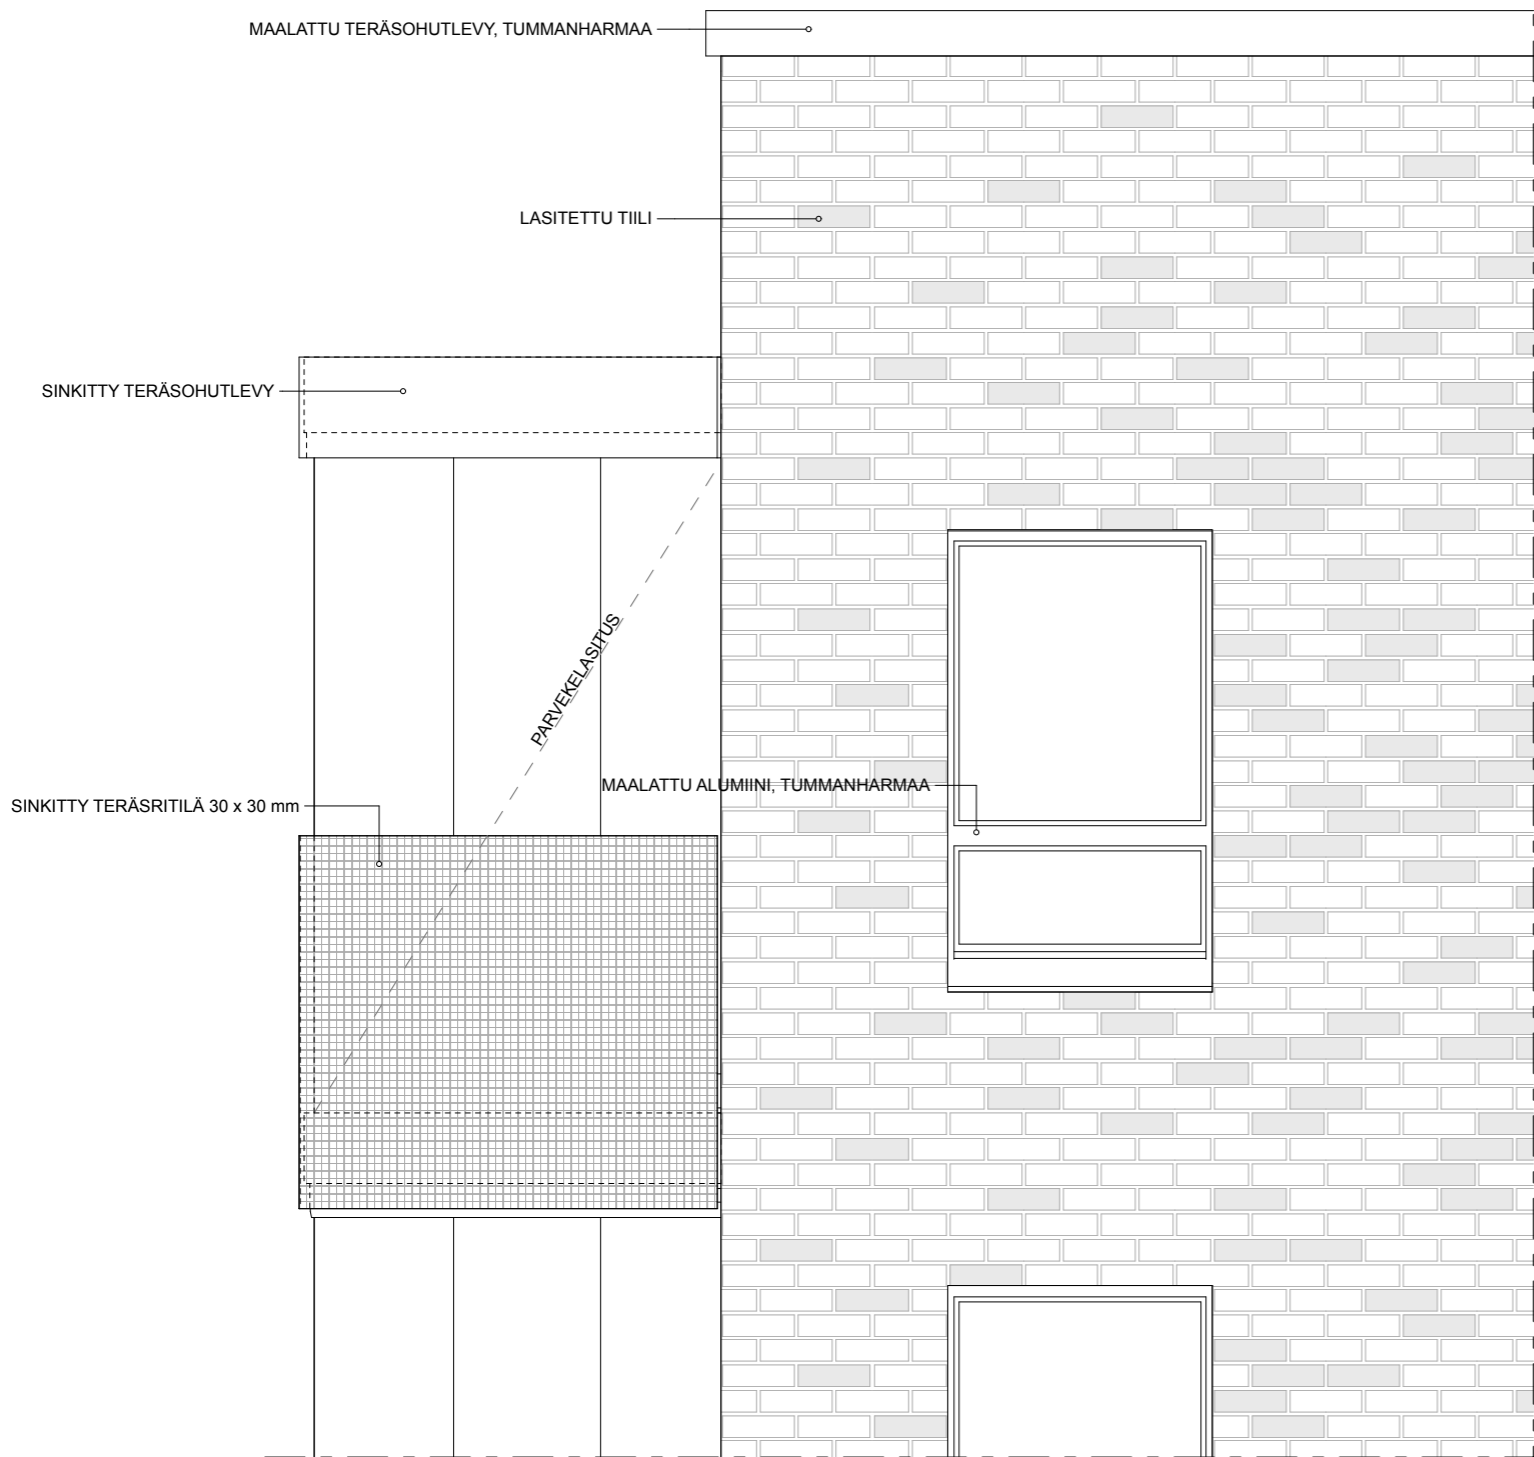 MAALATTU TERÄSOHUTLEVY, TUMMANHARMAA
LASITETTU TIILI
SINKITTY TERÄSOHUTLEVY
PARVEKELASITUS
MAALATTU ALUMIINI, TUMMANHARMAA
SINKITTY TERÄSRITILÄ 30 x 30 mm